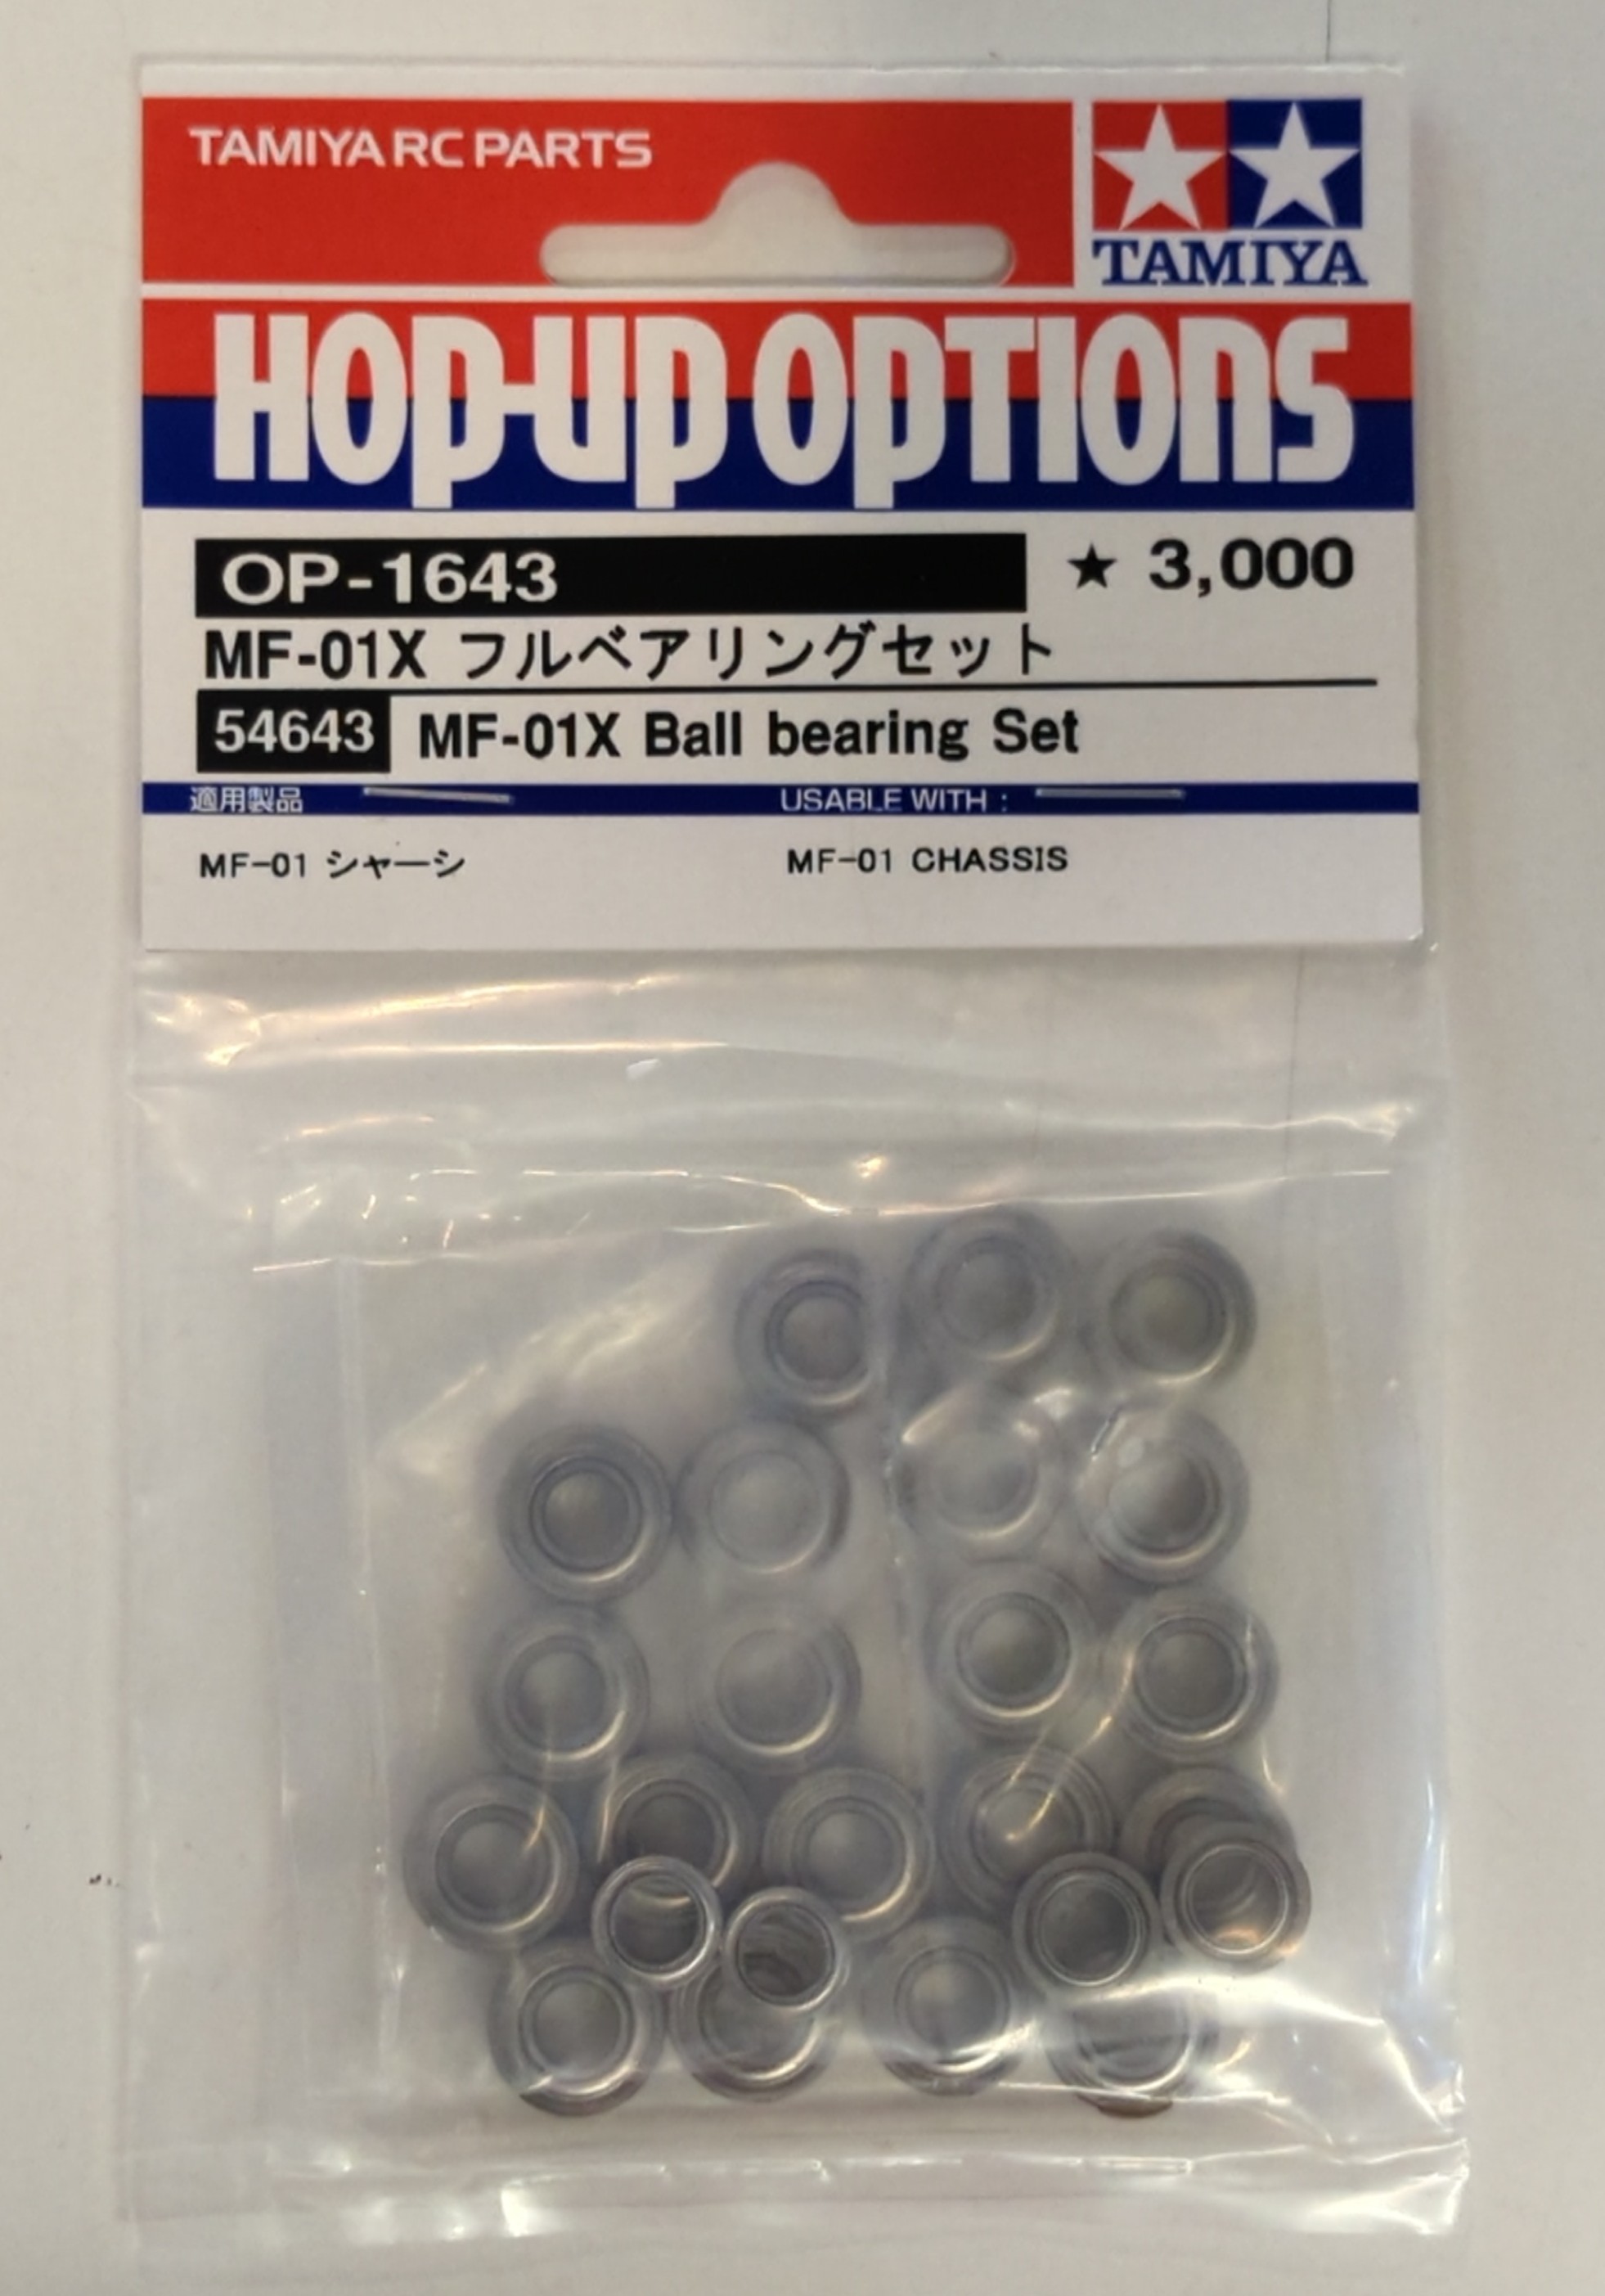 TAMIYA RC PARTS
TAMIYA
HOP-UP OPTIONS
OP-1643 ★ 3,000
MF-01X フルベアリングセット
54643 MF-01X Ball bearing Set
適用製品 USABLE WITH :
MF-01 シャーシ MF-01 CHASSIS